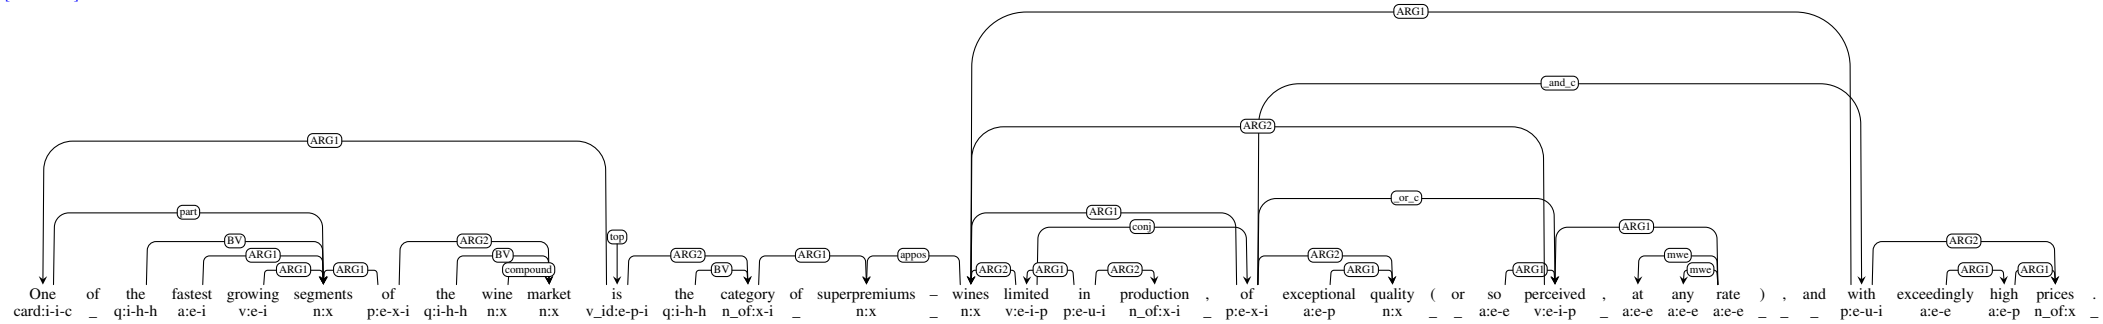 ARG1
_and_c
ARG2
ARG1
_or_c
part ARG1 conj ARG1
top
BV ARG2 ARG2
ARG1 BV ARG2 ARG1 appos ARG2 mwe
ARG1 ARG1 compound BV ARG2 ARG1 ARG2 ARG1 ARG1 mwe ARG1 ARG1
One of the fastest growing segments of the wine market is the category of superpremiums – wines limited in production , of exceptional quality ( or so perceived , at any rate ) , and with exceedingly high prices .
card:i-i-c _ q:i-h-h a:e-i v:e-i n:x p:e-x-i q:i-h-h n:x n:x v_id:e-p-i q:i-h-h n_of:x-i _ n:x _ n:x v:e-i-p p:e-u-i n_of:x-i _ p:e-x-i a:e-p n:x _ _ a:e-e v:e-i-p _ a:e-e a:e-e a:e-e _ _ _ p:e-u-i a:e-e a:e-p n_of:x _